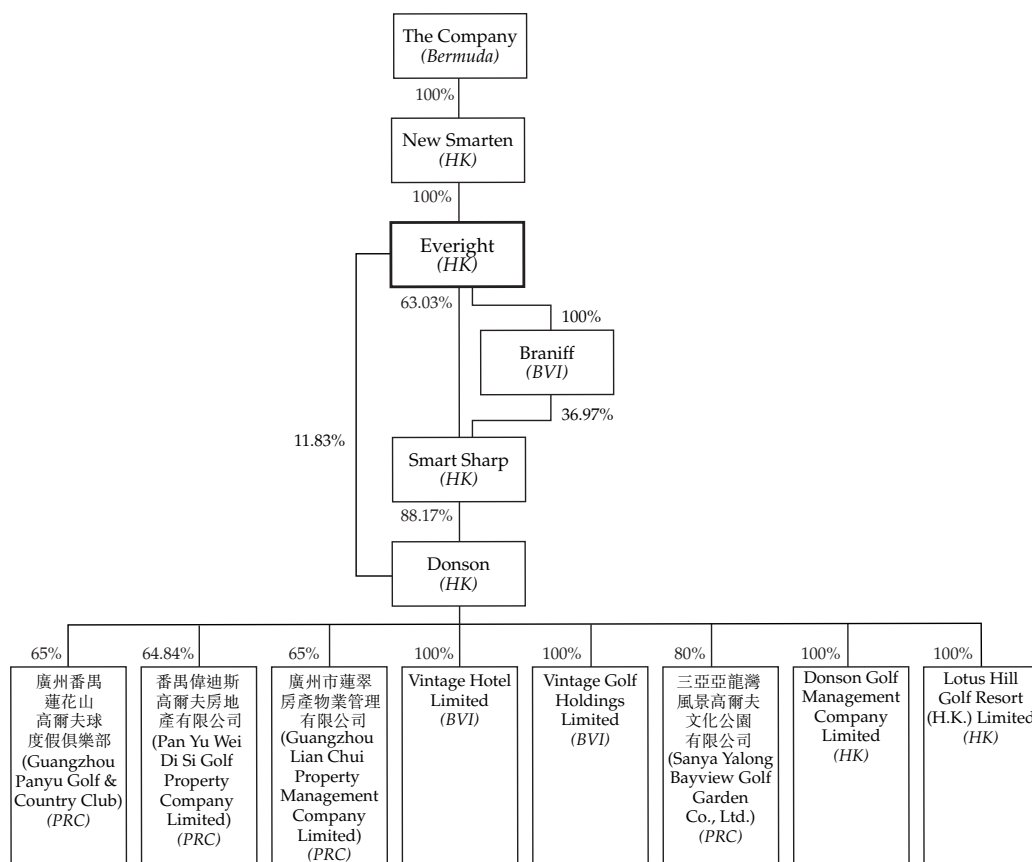 The Company
(Bermuda)
100%
New Smarten
(HK)
100%
Everight
(HK)
63.03%
100%
Braniff
(BVI)
36.97%
11.83%
Smart Sharp
(HK)
88.17%
Donson
(HK)
65%
廣州番禺
蓮花山
高爾夫球
度假俱樂部
(Guangzhou
Panyu Golf &
Country Club)
(PRC)
64.84%
番禺偉迪斯
高爾夫房地
產有限公司
(Pan Yu Wei
Di Si Golf
Property
Company
Limited)
(PRC)
65%
廣州市蓮翠
房產物業管理
有限公司
(Guangzhou
Lian Chui
Property
Management
Company
Limited)
(PRC)
100%
Vintage Hotel
Limited
(BVI)
100%
Vintage Golf
Holdings
Limited
(BVI)
80%
三亞亞龍灣
風景高爾夫
文化公園
有限公司
(Sanya Yalong
Bayview Golf
Garden
Co., Ltd.)
(PRC)
100%
Donson Golf
Management
Company
Limited
(HK)
100%
Lotus Hill
Golf Resort
(H.K.) Limited
(HK)